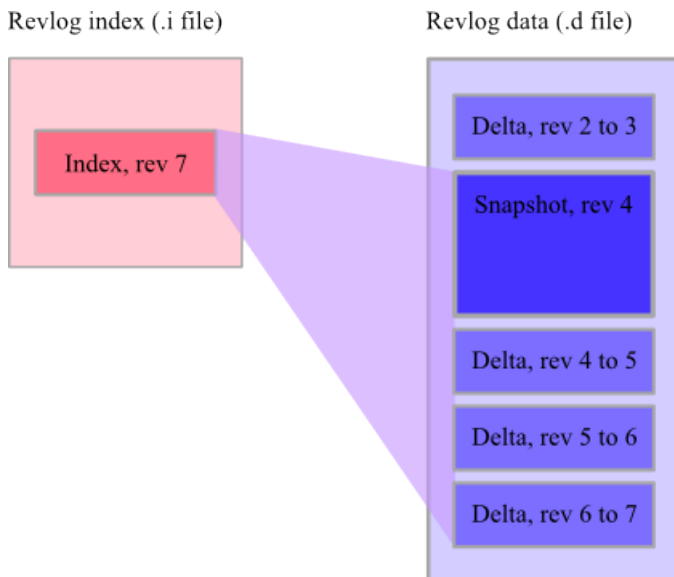 Revlog index (.i file)
Revlog data (.d file)
Index, rev 7
Delta, rev 2 to 3
Snapshot, rev 4
Delta, rev 4 to 5
Delta, rev 5 to 6
Delta, rev 6 to 7